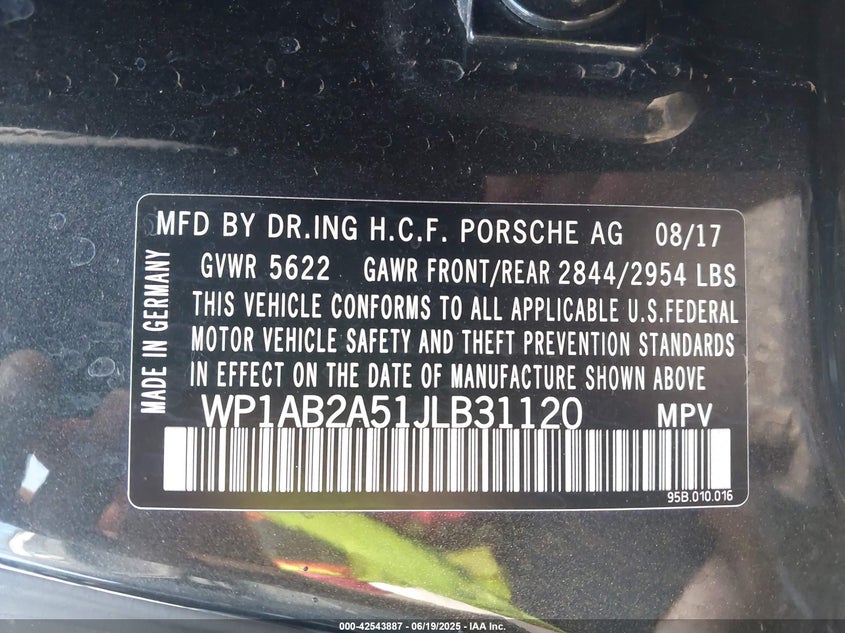 MFD BY DR.ING H.C.F. PORSCHE AG 08/17
GVWR 5622 GAWR FRONT/REAR 2844/2954 LBS
THIS VEHICLE CONFORMS TO ALL APPLICABLE U.S.FEDERAL
MOTOR VEHICLE SAFETY AND THEFT PREVENTION STANDARDS
IN EFFECT ON THE DATE OF MANUFACTURE SHOWN ABOVE
WP1AB2A51JLB31120 MPV
95B.010.016
MADE IN GERMANY
000-42543887 - 06/19/2025 - IAA Inc.